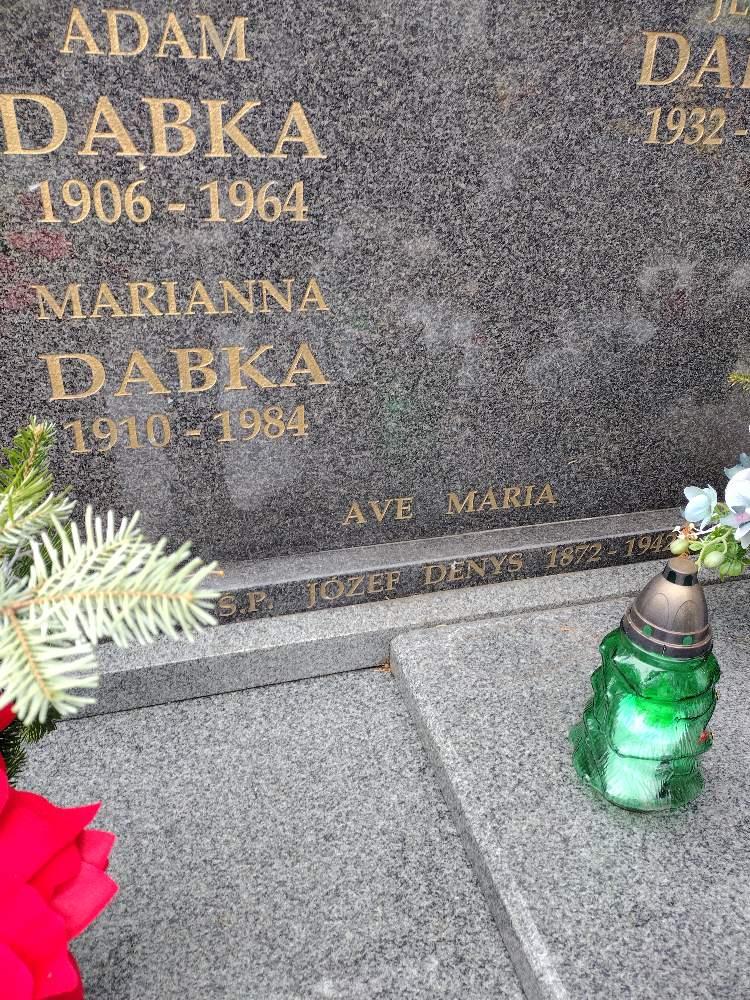 ADAM
DĄBKA
1906 - 1964
MARIANNA
DĄBKA
1910 - 1984
1932 -
AVE MARIA
Ś.P. JÓZEF DENYS 1872 - 1942